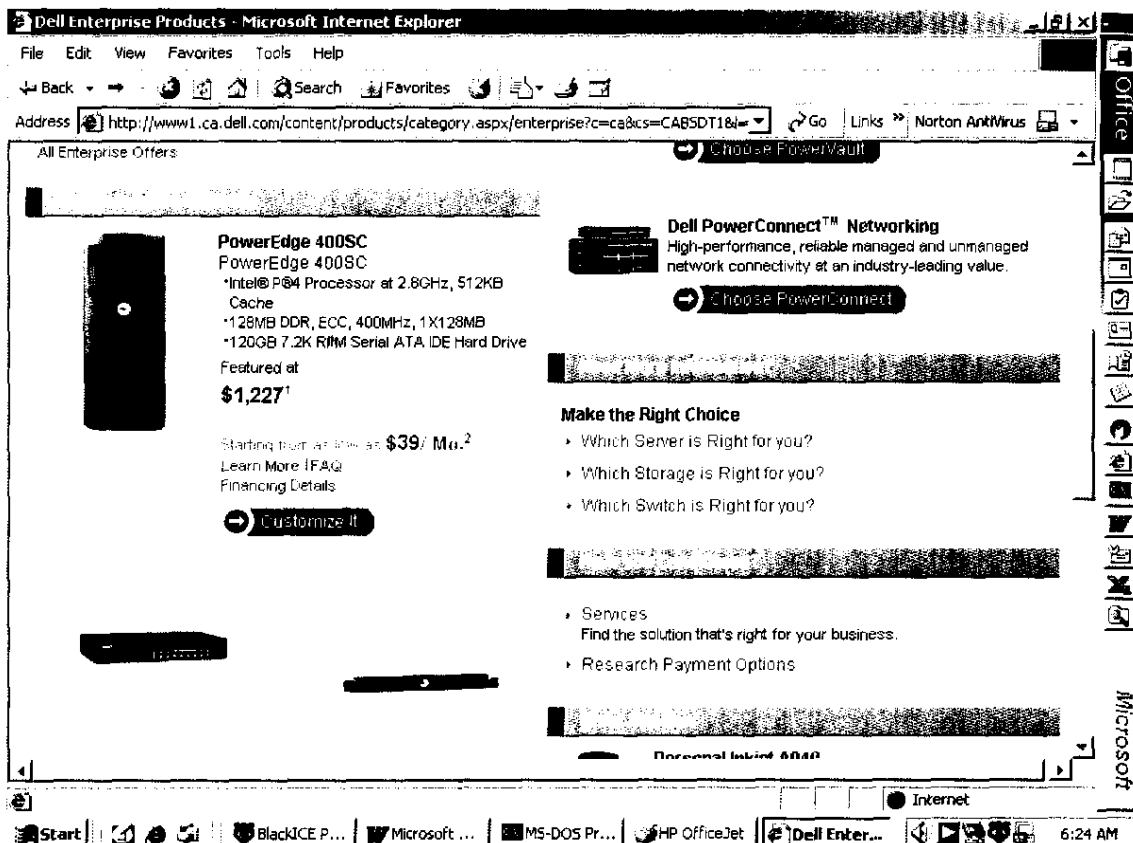 Dell Enterprise Products - Microsoft Internet Explorer
File Edit View Favorites Tools Help
Back Search Favorites
Address http://www1.ca.dell.com/content/products/category.aspx/enterprise?c=ca&cs=CABSDT1&l= Go Links » Norton AntiVirus
All Enterprise Offers
PowerEdge 400SC
PowerEdge 400SC
•Intel® P®4 Processor at 2.8GHz, 512KB
Cache
•128MB DDR, ECC, 400MHz, 1X128MB
•120GB 7.2K RPM Serial ATA IDE Hard Drive
Featured at
$1,227¹
Starting from as low as $39/ Mo.²
Learn More | FAQ
Financing Details
Customize It
Choose PowerVault
Dell PowerConnect™ Networking
High-performance, reliable managed and unmanaged
network connectivity at an industry-leading value.
Choose PowerConnect
Make the Right Choice
Which Server is Right for you?
Which Storage is Right for you?
Which Switch is Right for you?
Services
Find the solution that's right for your business.
Research Payment Options
Office
Microsoft
Internet
Start BlackICE P... Microsoft ... MS-DOS Pr... HP OfficeJet Dell Enter... 6:24 AM